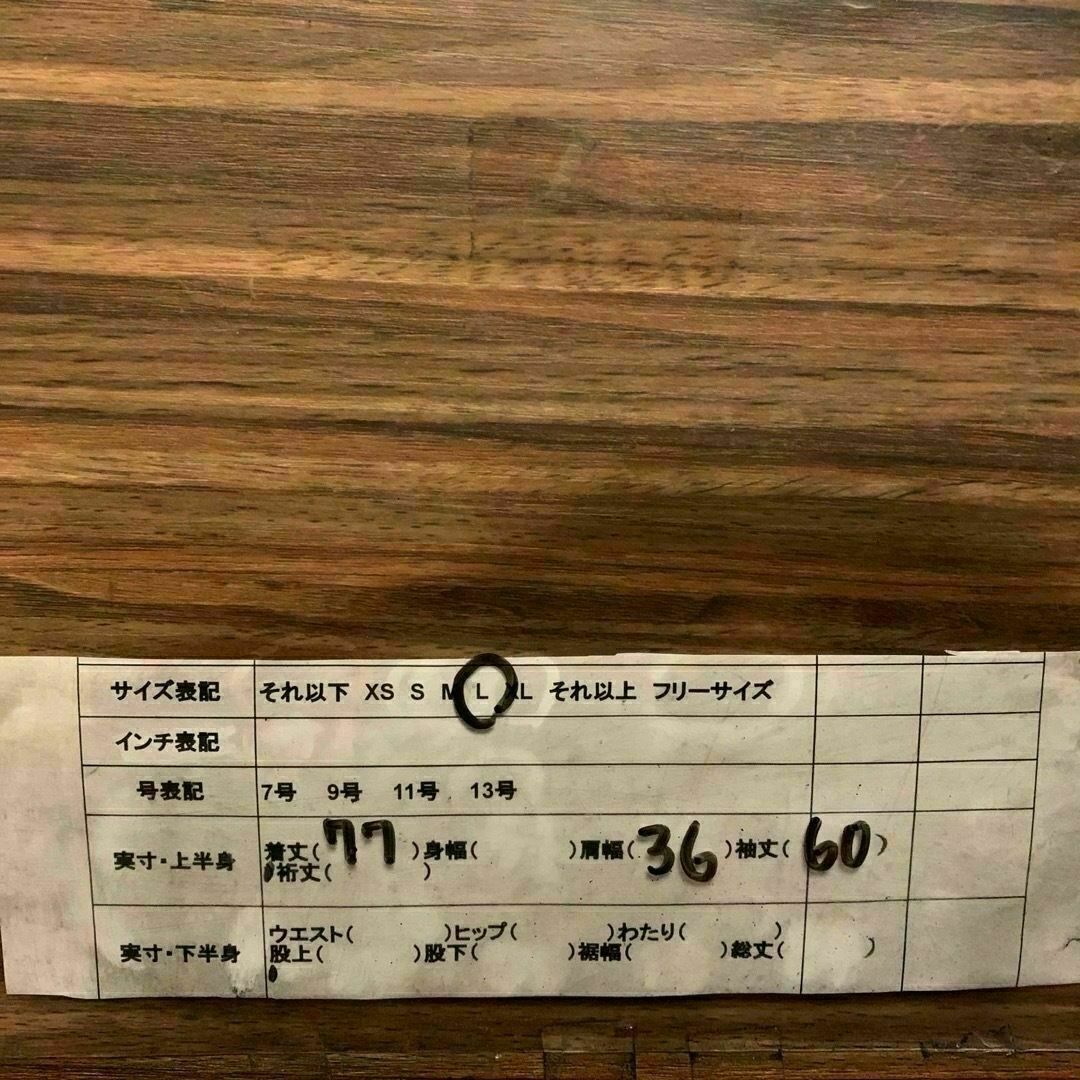 サイズ表記 それ以下 XS S M L XL それ以上 フリーサイズ
インチ表記
号表記 7号 9号 11号 13号
実寸・上半身 着丈( 77 )身幅( )肩幅( 36 )袖丈( 60 )
裄丈( )
実寸・下半身 ウエスト( )ヒップ( )わたり( )
股上( )股下( )裾幅( )総丈( )